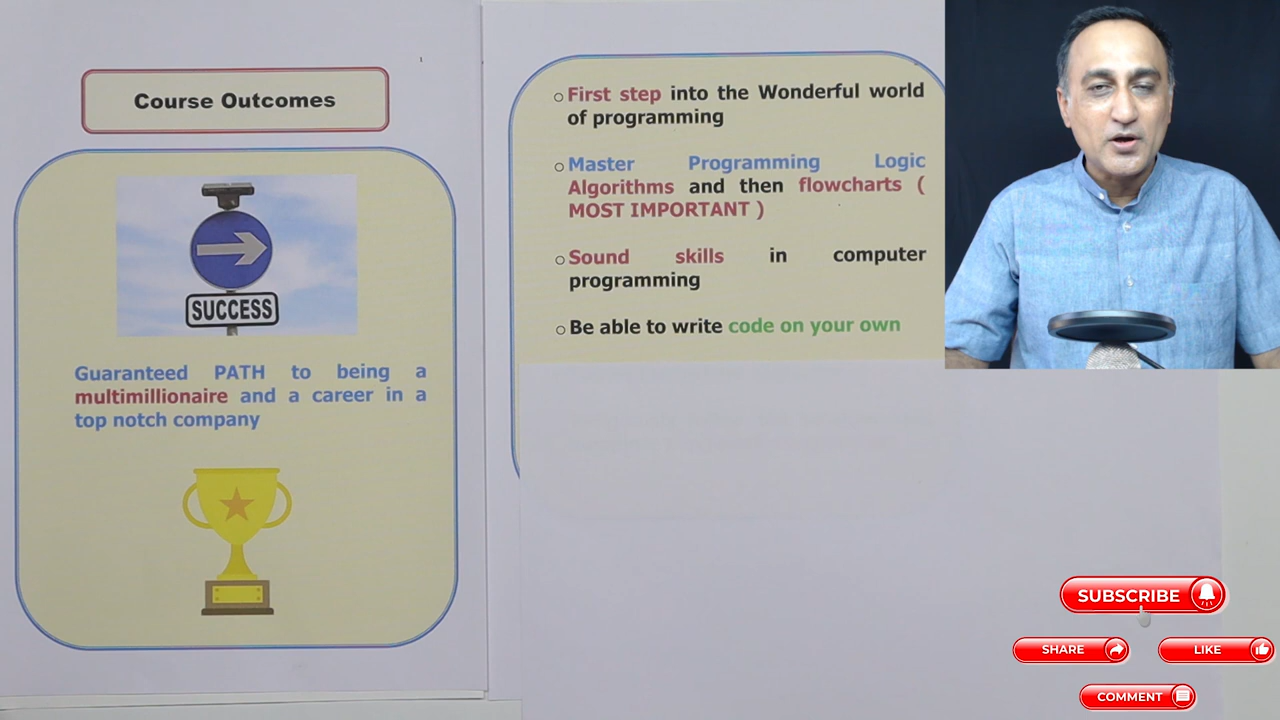 Course Outcomes
SUCCESS
Guaranteed PATH to being a
multimillionaire and a career in a
top notch company
○ First step into the Wonderful world
of programming
○ Master Programming Logic
Algorithms and then flowcharts (
MOST IMPORTANT )
○ Sound skills in computer
programming
○ Be able to write code on your own
SUBSCRIBE
SHARE
LIKE
COMMENT